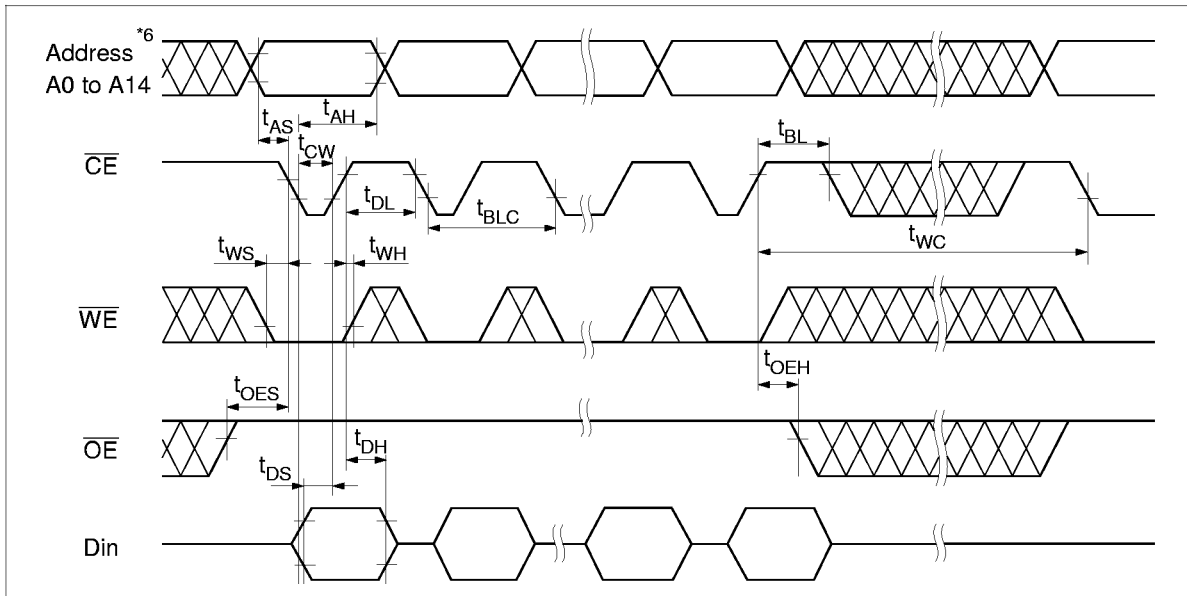 Address *6
A0 to A14
tAS
tAH
tCW
tBL
CE
tDL
tBLC
tWC
tWS
tWH
WE
tOES
tOEH
OE
tDH
tDS
Din